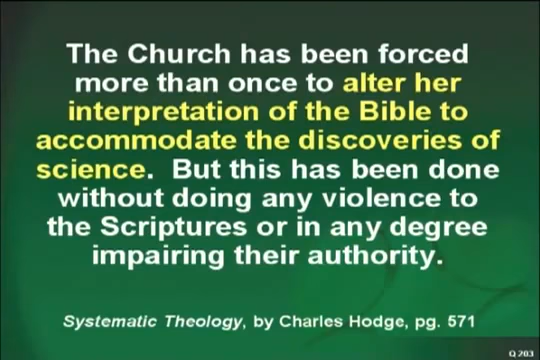 The Church has been forced
more than once to alter her
interpretation of the Bible to
accommodate the discoveries of
science. But this has been done
without doing any violence to
the Scriptures or in any degree
impairing their authority.
Systematic Theology, by Charles Hodge, pg. 571
Q 203